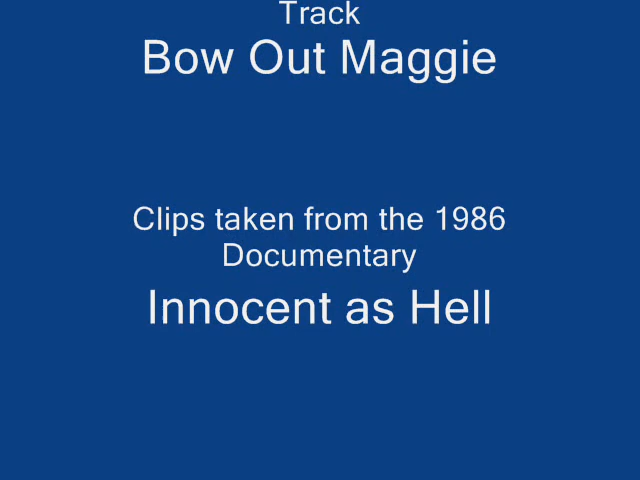 Track
Bow Out Maggie
Clips taken from the 1986
Documentary
Innocent as Hell